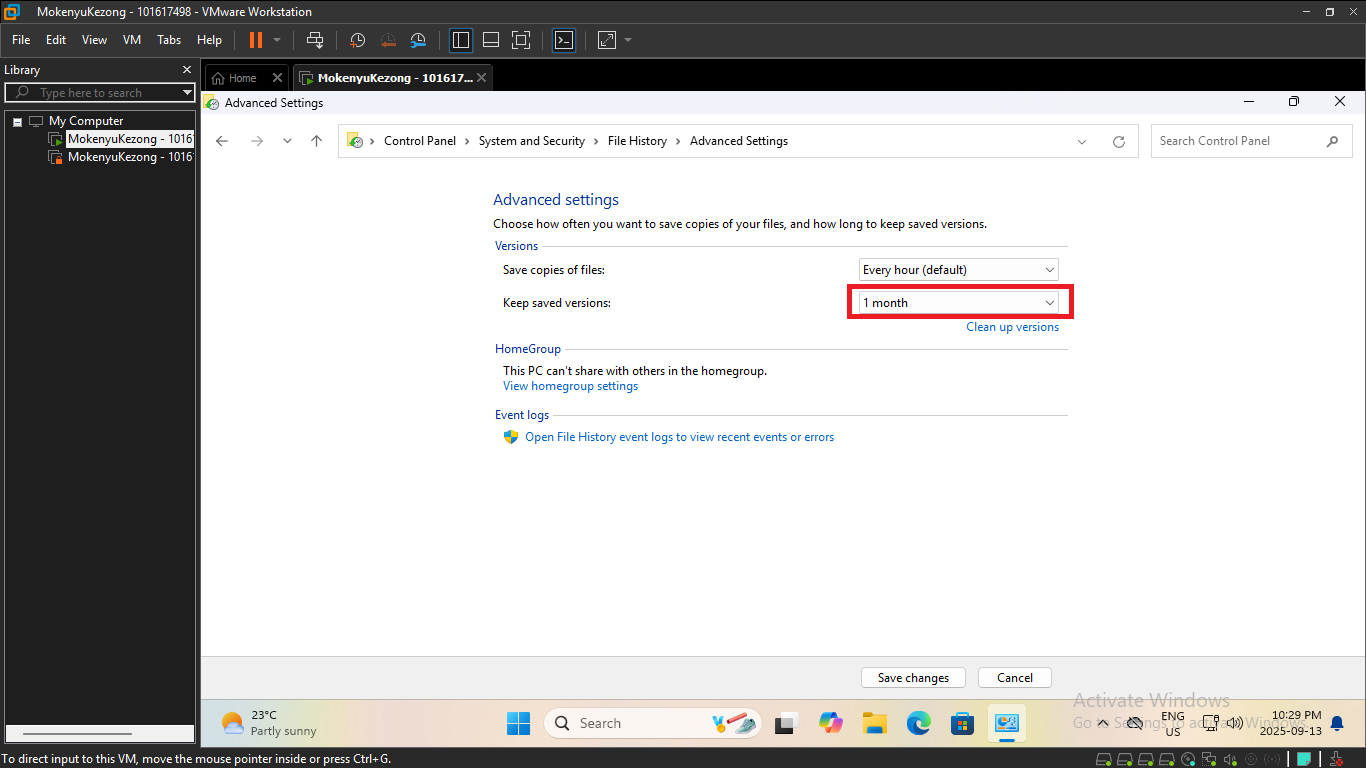 MokenyuKezong - 101617498 - VMware Workstation
File Edit View VM Tabs Help
Library
Type here to search
My Computer
MokenyuKezong - 1016
MokenyuKezong - 1016
Home
MokenyuKezong - 101617...
Advanced Settings
Control Panel System and Security File History Advanced Settings
Search Control Panel
Advanced settings
Choose how often you want to save copies of your files, and how long to keep saved versions.
Versions
Save copies of files: Every hour (default)
Keep saved versions: 1 month
Clean up versions
HomeGroup
This PC can't share with others in the homegroup.
View homegroup settings
Event logs
Open File History event logs to view recent events or errors
Save changes Cancel
Activate Windows
Go to Settings to activate Windows.
23°C
Partly sunny
Search
ENG
US
10:29 PM
2025-09-13
To direct input to this VM, move the mouse pointer inside or press Ctrl+G.